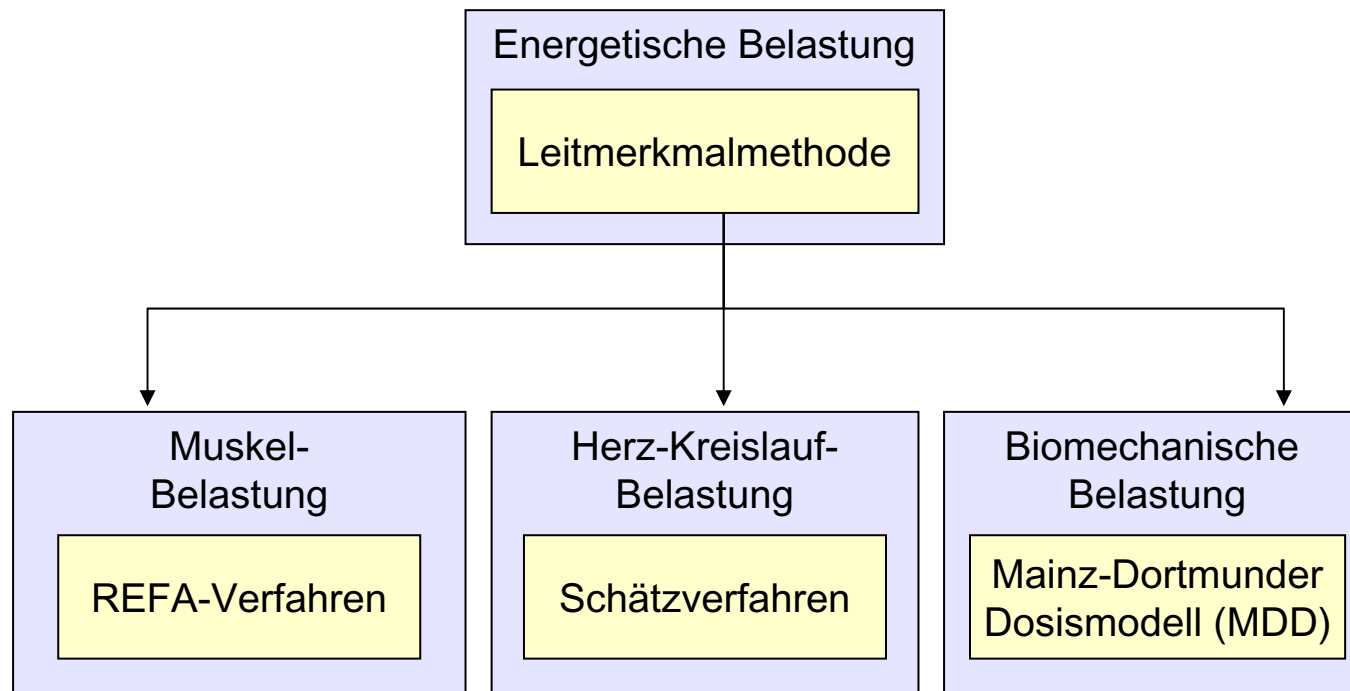 Energetische Belastung
Leitmerkmalmethode
Muskel-
Belastung
REFA-Verfahren
Herz-Kreislauf-
Belastung
Schätzverfahren
Biomechanische
Belastung
Mainz-Dortmunder
Dosismodell (MDD)